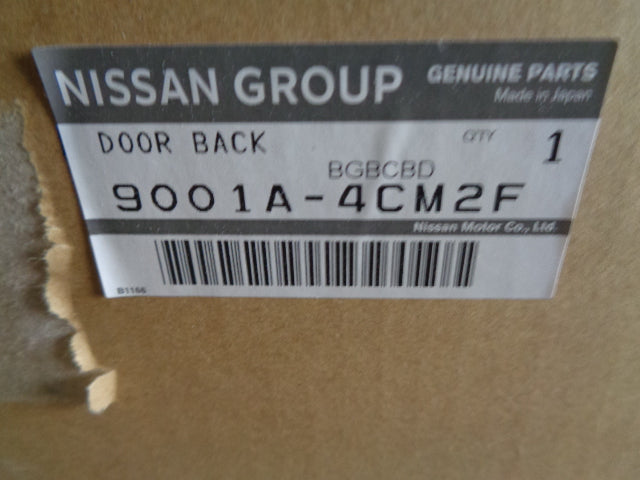 NISSAN GROUP GENUINE PARTS
Made in Japan
DOOR BACK QTY 1
BGBCBD
9001A-4CM2F
Nissan Motor Co., Ltd.
B1166